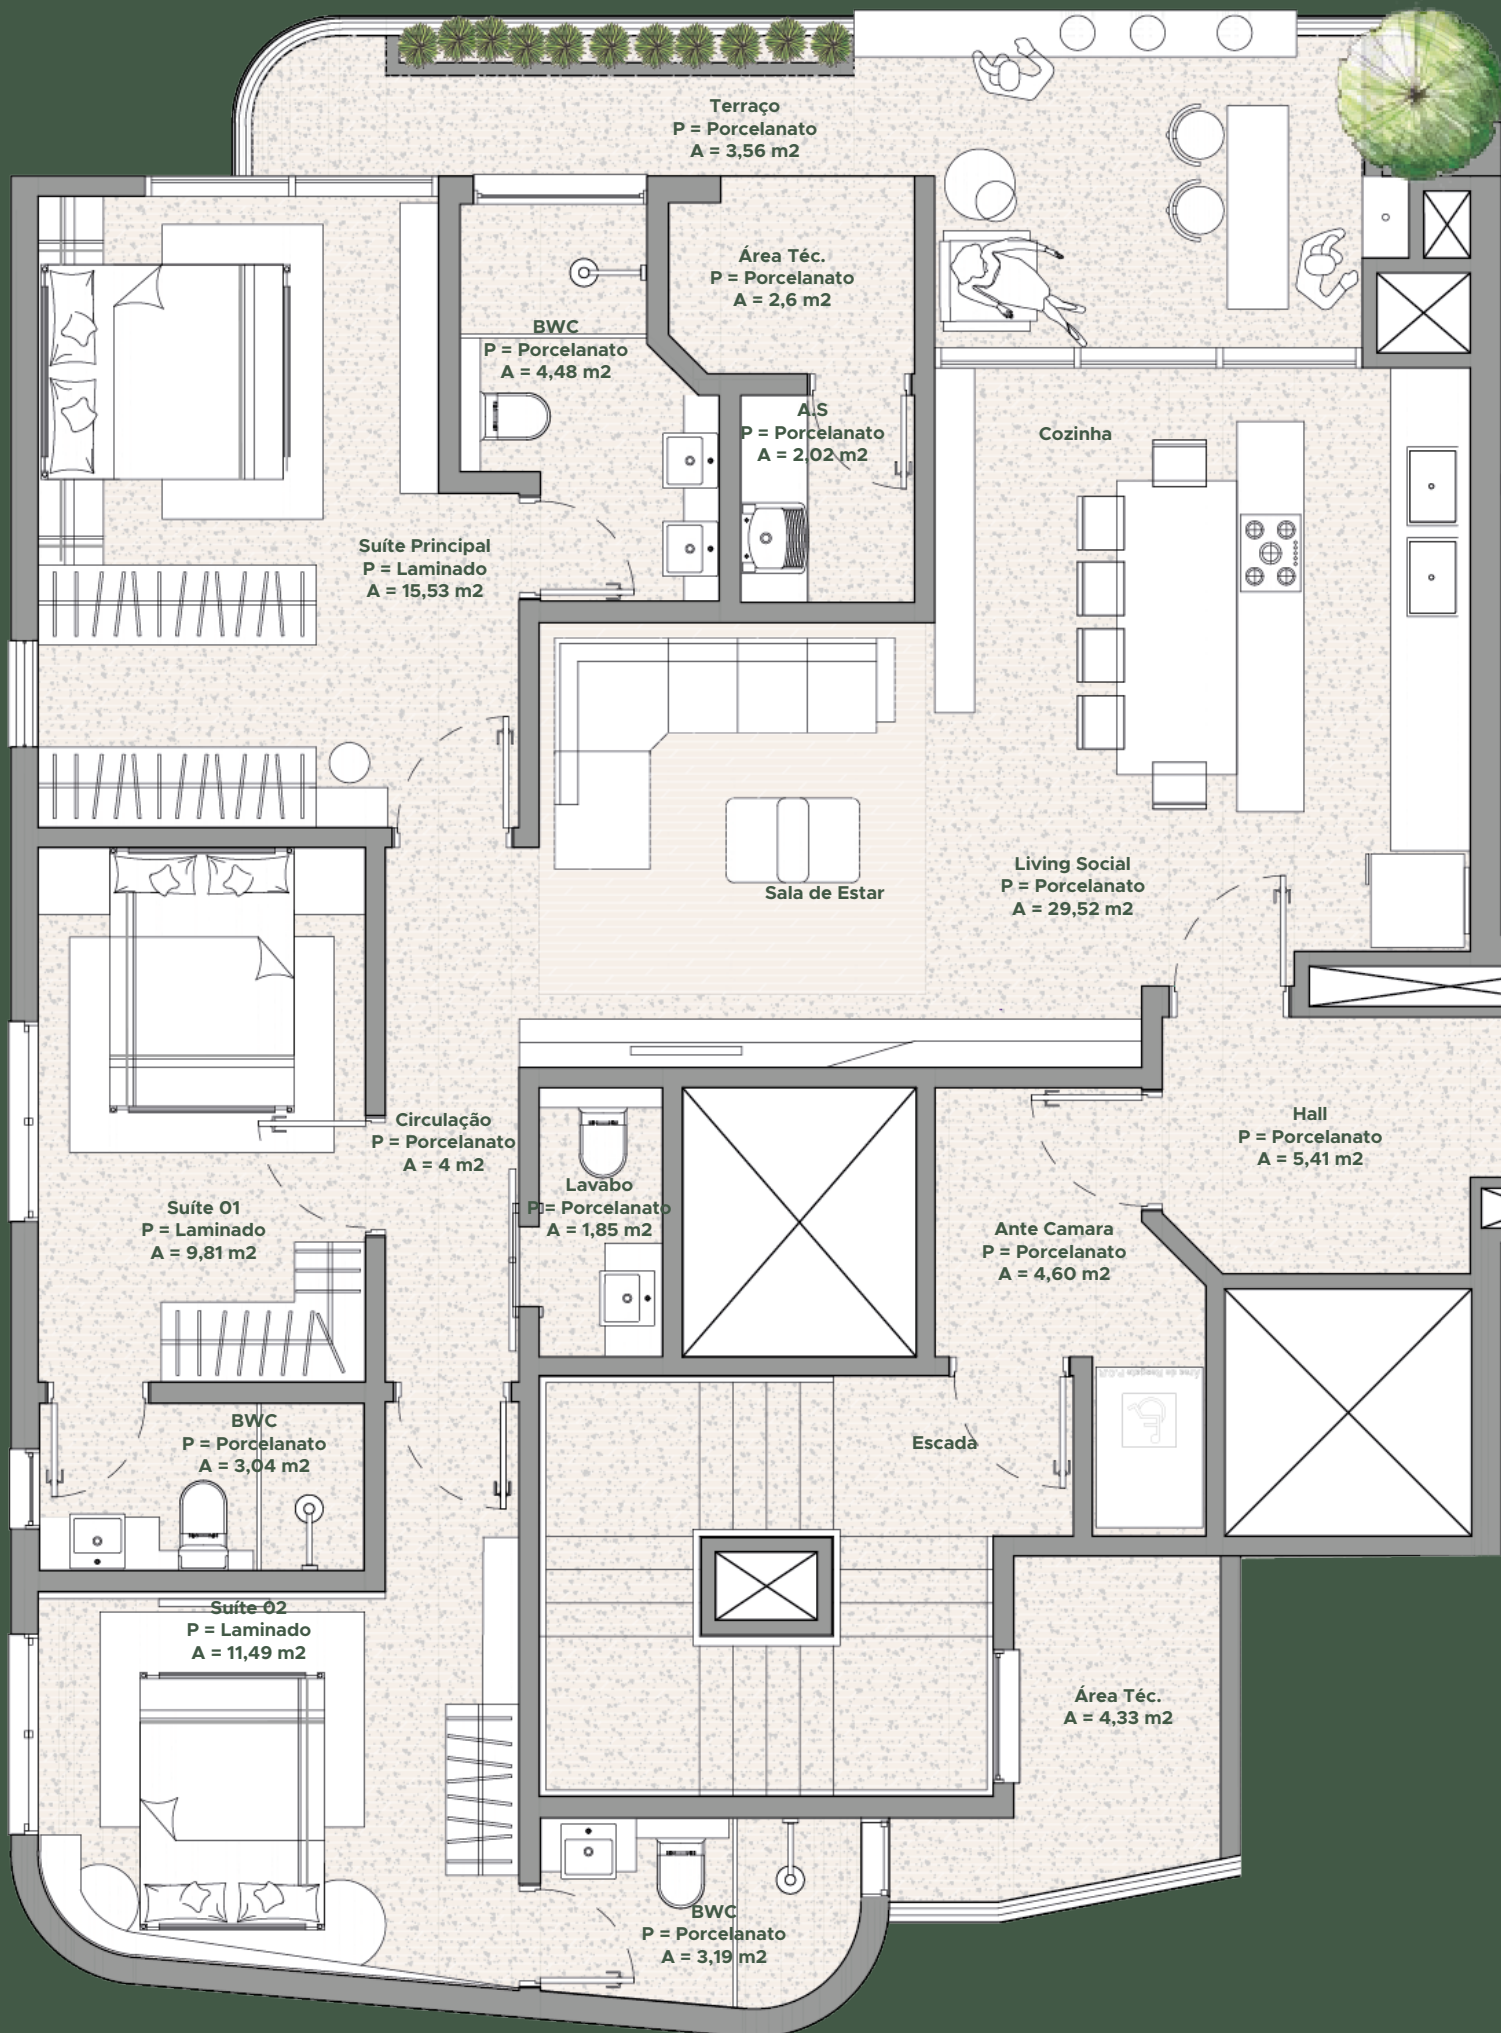 Terraço
P = Porcelanato
A = 3,56 m2
Área Téc.
P = Porcelanato
A = 2,6 m2
BWC
P = Porcelanato
A = 4,48 m2
A.S
P = Porcelanato
A = 2,02 m2
Cozinha
Suíte Principal
P = Laminado
A = 15,53 m2
Living Social
P = Porcelanato
A = 29,52 m2
Sala de Estar
Circulação
P = Porcelanato
A = 4 m2
Hall
P = Porcelanato
A = 5,41 m2
Lavabo
P = Porcelanato
A = 1,85 m2
Suíte 01
P = Laminado
A = 9,81 m2
Ante Camara
P = Porcelanato
A = 4,60 m2
BWC
P = Porcelanato
A = 3,04 m2
Escada
Suíte 02
P = Laminado
A = 11,49 m2
Área Téc.
A = 4,33 m2
BWC
P = Porcelanato
A = 3,19 m2